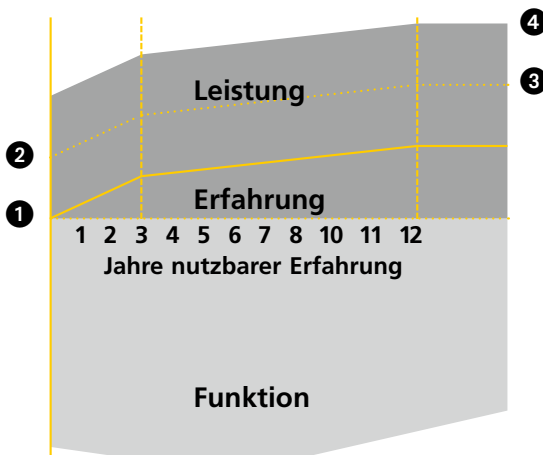 4
Leistung
3
2
Erfahrung
1
1 2 3 4 5 6 7 8 10 11 12
Jahre nutzbarer Erfahrung
Funktion